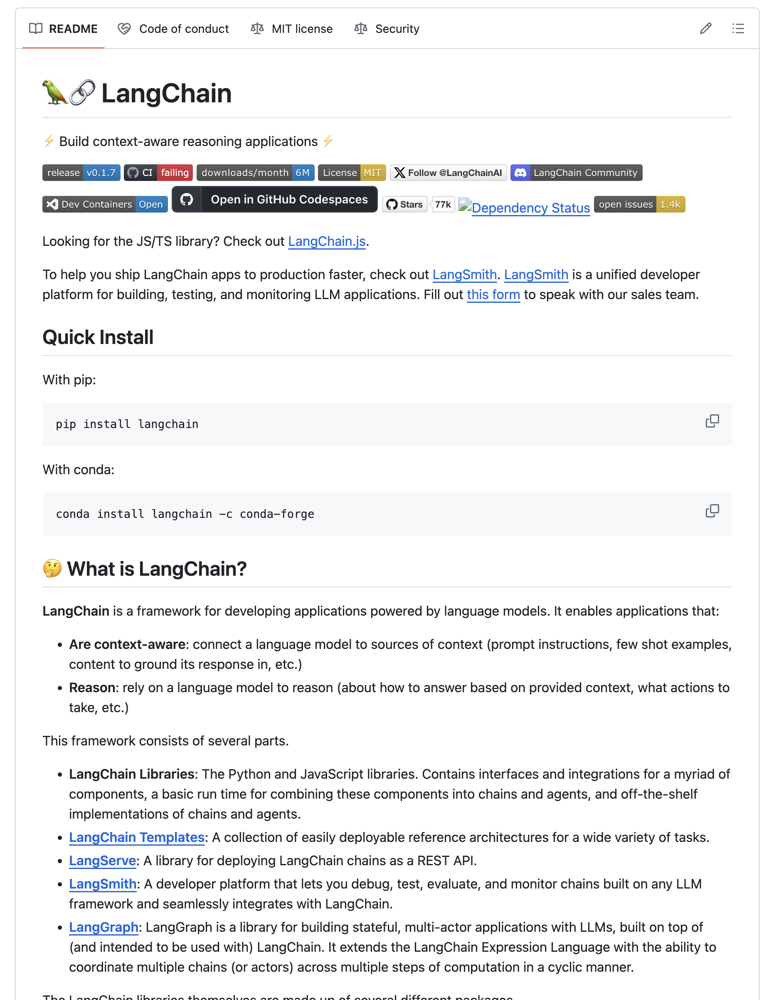 README Code of conduct MIT license Security
🦜🔗 LangChain
⚡ Build context-aware reasoning applications ⚡
release v0.1.7 CI failing downloads/month 6M License MIT Follow @LangChainAI LangChain Community
Dev Containers Open Open in GitHub Codespaces Stars 77k Dependency Status open issues 1.4k
Looking for the JS/TS library? Check out LangChain.js.
To help you ship LangChain apps to production faster, check out LangSmith. LangSmith is a unified developer
platform for building, testing, and monitoring LLM applications. Fill out this form to speak with our sales team.
Quick Install
With pip:
pip install langchain
With conda:
conda install langchain -c conda-forge
🤔 What is LangChain?
LangChain is a framework for developing applications powered by language models. It enables applications that:
• Are context-aware: connect a language model to sources of context (prompt instructions, few shot examples,
content to ground its response in, etc.)
• Reason: rely on a language model to reason (about how to answer based on provided context, what actions to
take, etc.)
This framework consists of several parts.
• LangChain Libraries: The Python and JavaScript libraries. Contains interfaces and integrations for a myriad of
components, a basic run time for combining these components into chains and agents, and off-the-shelf
implementations of chains and agents.
• LangChain Templates: A collection of easily deployable reference architectures for a wide variety of tasks.
• LangServe: A library for deploying LangChain chains as a REST API.
• LangSmith: A developer platform that lets you debug, test, evaluate, and monitor chains built on any LLM
framework and seamlessly integrates with LangChain.
• LangGraph: LangGraph is a library for building stateful, multi-actor applications with LLMs, built on top of
(and intended to be used with) LangChain. It extends the LangChain Expression Language with the ability to
coordinate multiple chains (or actors) across multiple steps of computation in a cyclic manner.
The LangChain libraries themselves are made up of several different packages.